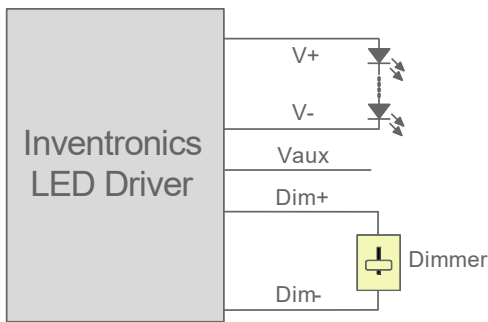 Inventronics
LED Driver
V+
V-
Vaux
Dim+
Dim-
Dimmer